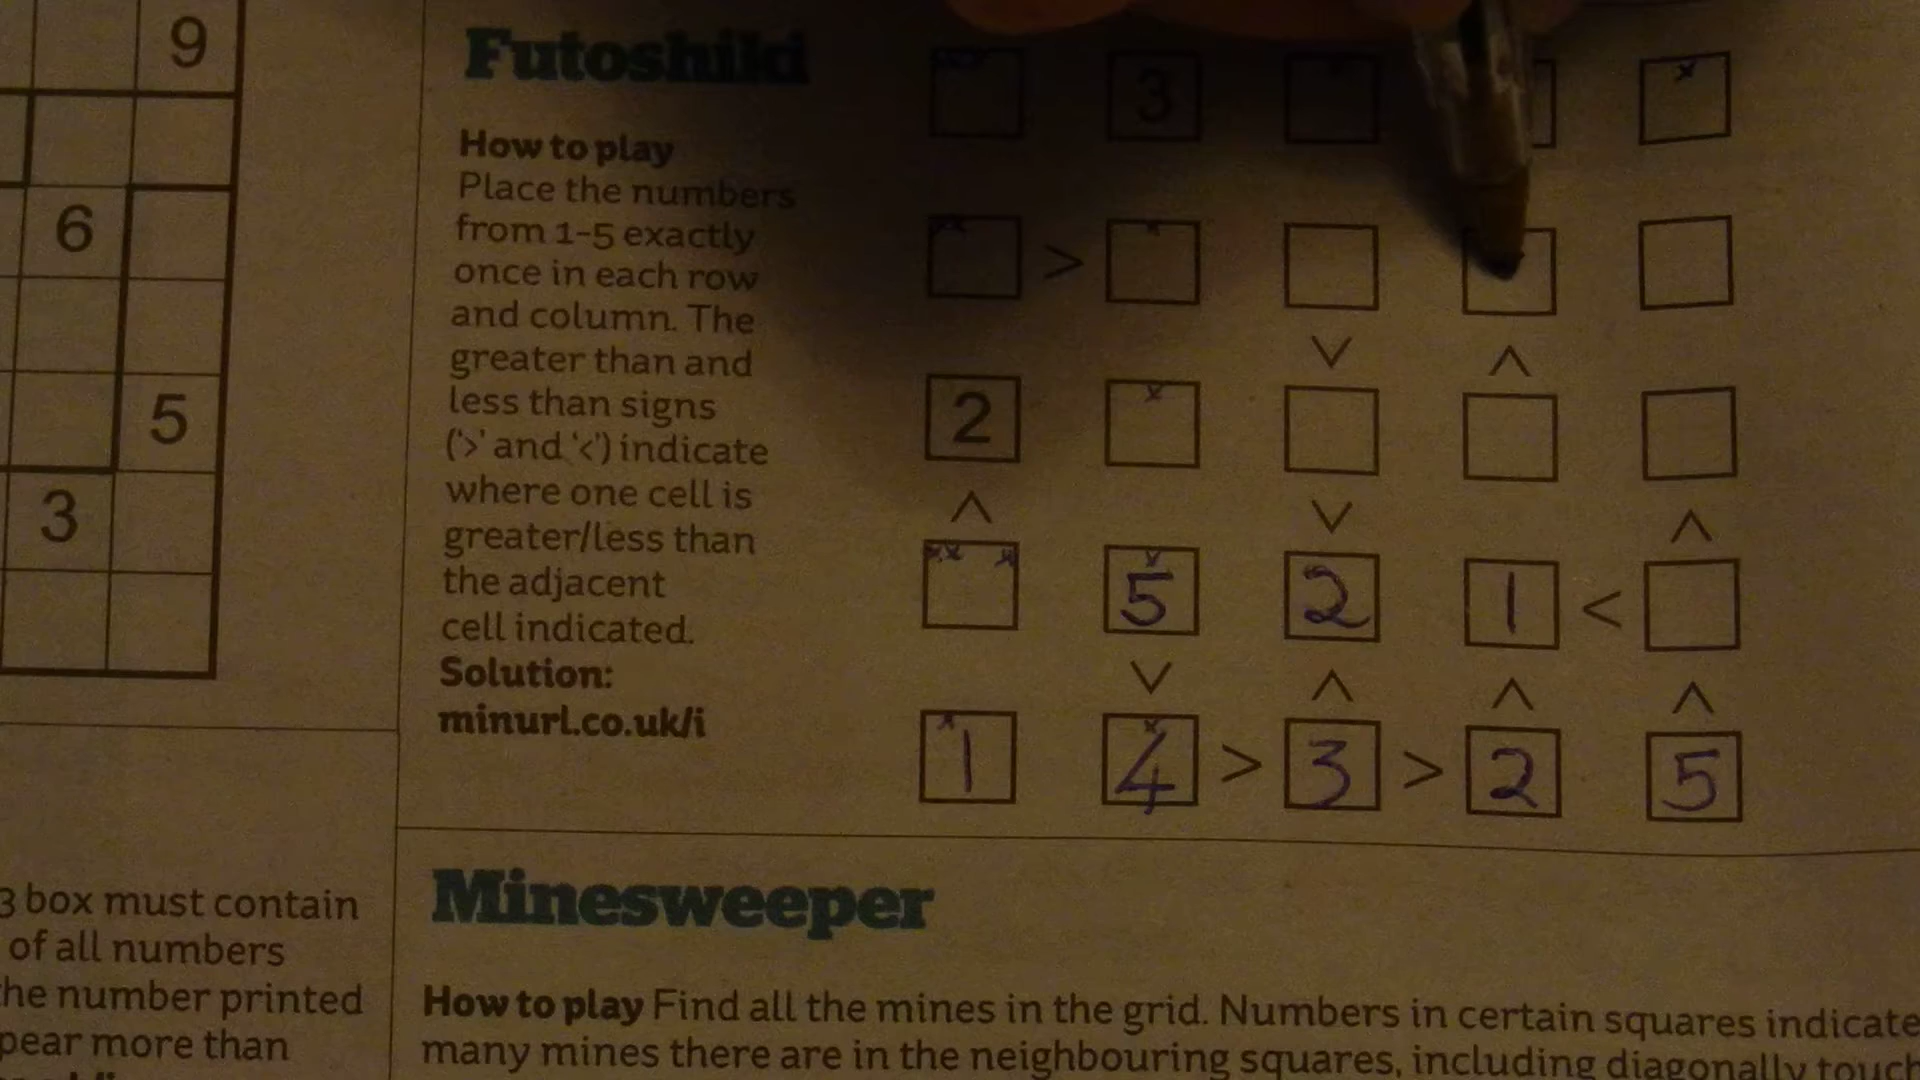 9
6
5
3
3 box must contain
of all numbers
the number printed
pear more than
Futoshiki
How to play
Place the numbers
from 1-5 exactly
once in each row
and column. The
greater than and
less than signs
('>' and '<') indicate
where one cell is
greater/less than
the adjacent
cell indicated.
Solution:
minurl.co.uk/i
3
>
∨ ∧
2
∧ ∨ ∧
5 2 1 <
∨ ∧ ∧ ∧
1 4 > 3 > 2 5
Minesweeper
How to play Find all the mines in the grid. Numbers in certain squares indicate
many mines there are in the neighbouring squares, including diagonally touch